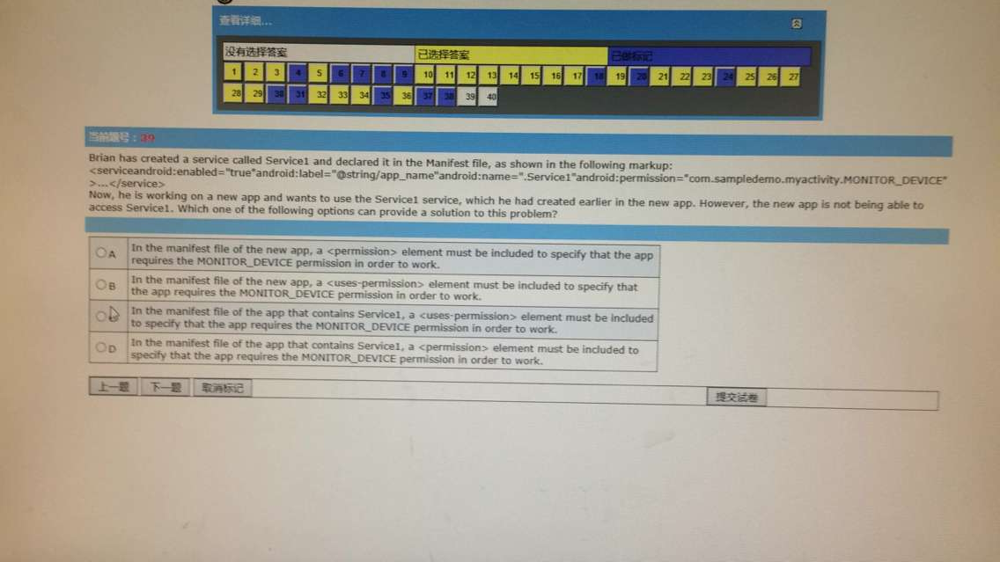 查看详细...
没有选择答案 已选择答案 已做标记
1 2 3 4 5 6 7 8 9 10 11 12 13 14 15 16 17 18 19 20 21 22 23 24 25 26 27
28 29 30 31 32 33 34 35 36 37 38 39 40
当前题号：39
Brian has created a service called Service1 and declared it in the Manifest file, as shown in the following markup:
<serviceandroid:enabled="true"android:label="@string/app_name"android:name=".Service1"android:permission="com.sampledemo.myactivity.MONITOR_DEVICE"
>...</service>
Now, he is working on a new app and wants to use the Service1 service, which he had created earlier in the new app. However, the new app is not being able to
access Service1. Which one of the following options can provide a solution to this problem?
A In the manifest file of the new app, a <permission> element must be included to specify that the app
requires the MONITOR_DEVICE permission in order to work.
B In the manifest file of the new app, a <uses-permission> element must be included to specify that
the app requires the MONITOR_DEVICE permission in order to work.
In the manifest file of the app that contains Service1, a <uses-permission> element must be included
to specify that the app requires the MONITOR_DEVICE permission in order to work.
D In the manifest file of the app that contains Service1, a <permission> element must be included to
specify that the app requires the MONITOR_DEVICE permission in order to work.
上一题 下一题 取消标记 提交试卷